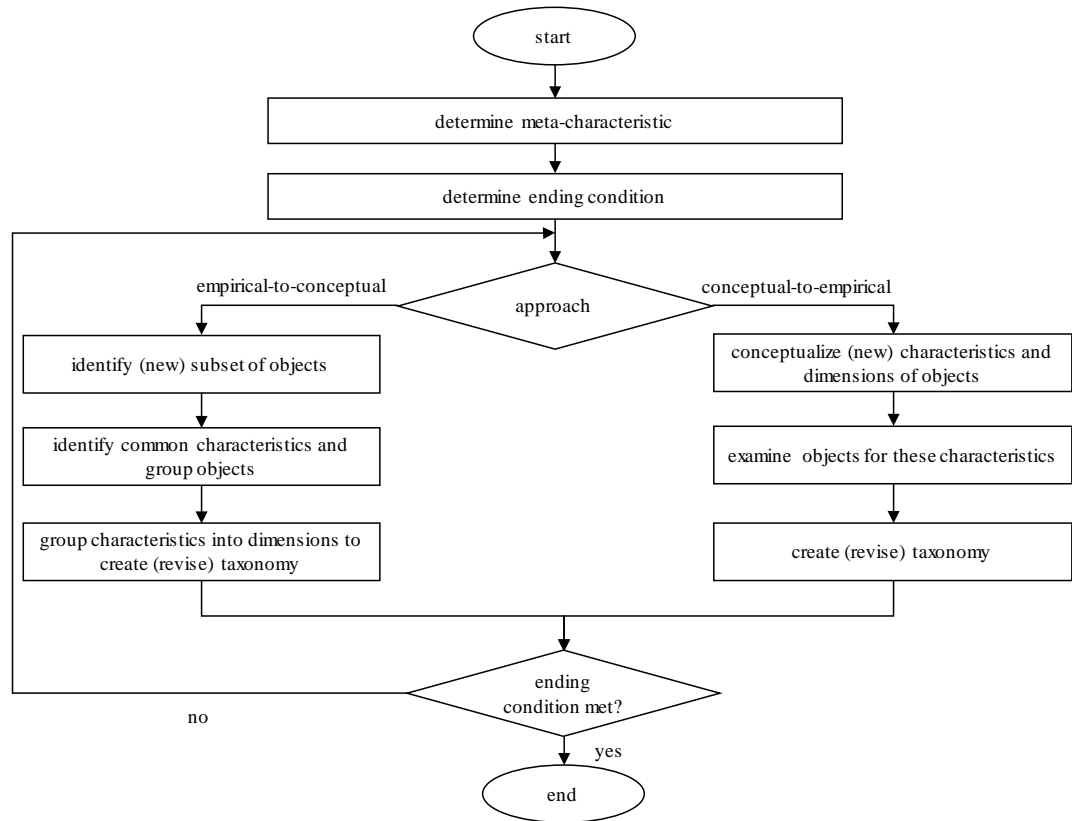 start
determine meta-characteristic
determine ending condition
empirical-to-conceptual
conceptual-to-empirical
approach
identify (new) subset of objects
conceptualize (new) characteristics and
dimensions of objects
identify common characteristics and
group objects
examine objects for these characteristics
group characteristics into dimensions to
create (revise) taxonomy
create (revise) taxonomy
ending
condition met?
no
yes
end